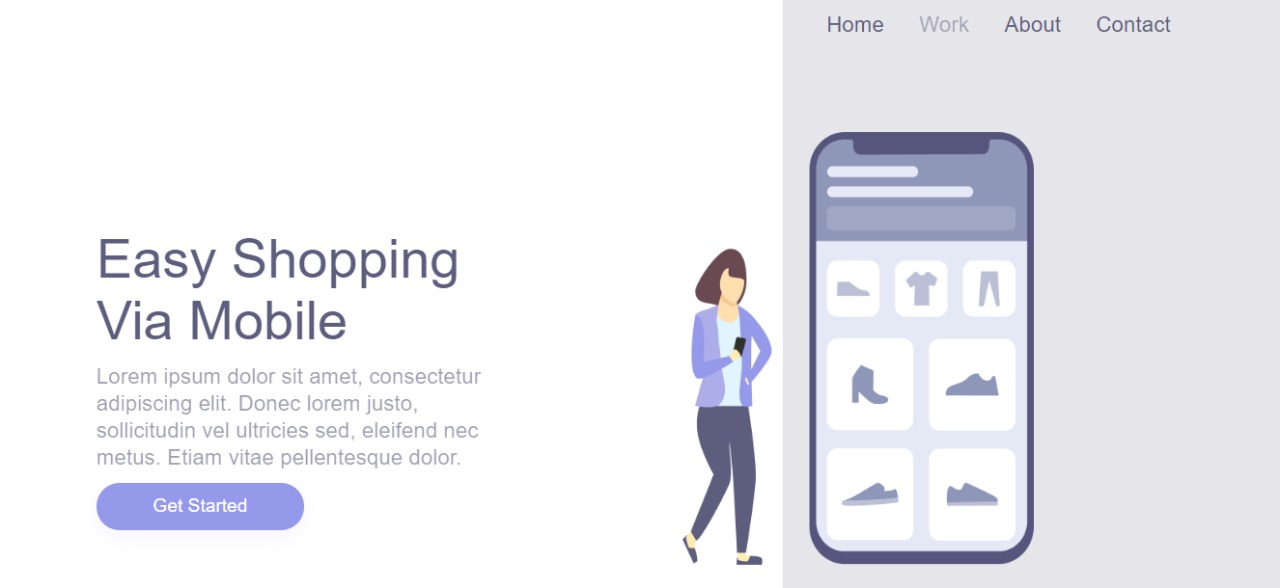 Home Work About Contact
Easy Shopping
Via Mobile
Lorem ipsum dolor sit amet, consectetur
adipiscing elit. Donec lorem justo,
sollicitudin vel ultricies sed, eleifend nec
metus. Etiam vitae pellentesque dolor.
Get Started